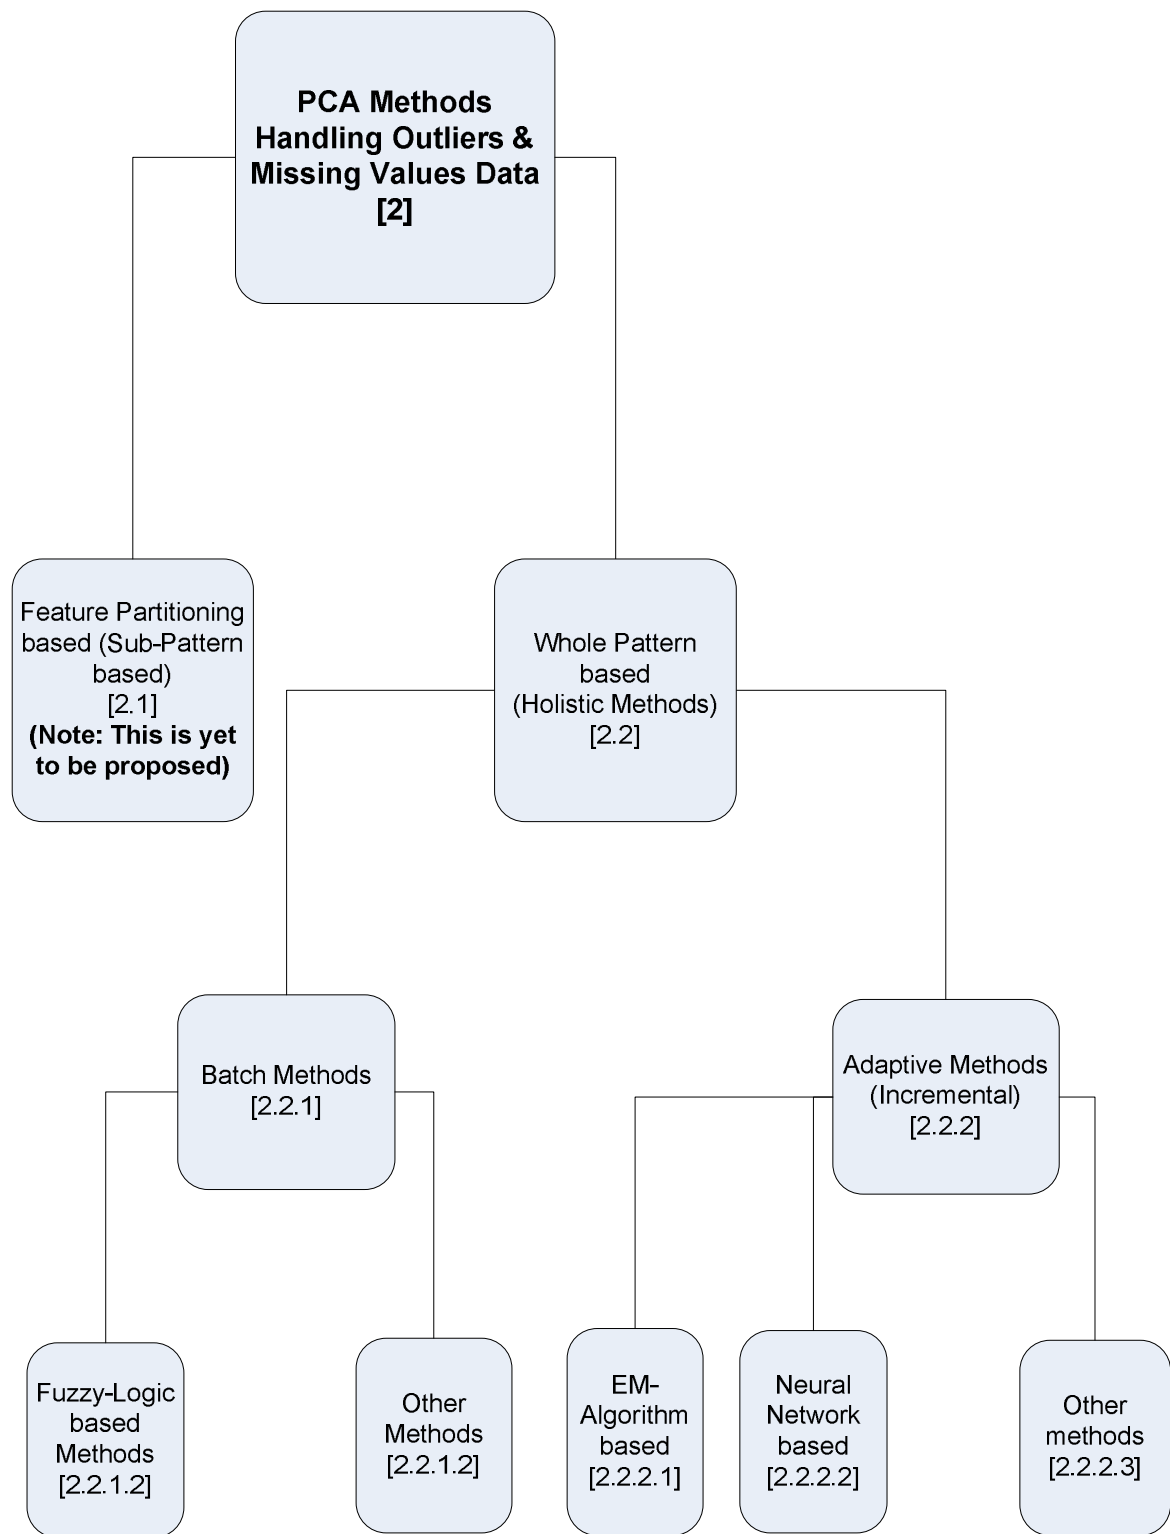 PCA Methods
Handling Outliers &
Missing Values Data
[2]
Feature Partitioning
based (Sub-Pattern
based)
[2.1]
(Note: This is yet
to be proposed)
Whole Pattern
based
(Holistic Methods)
[2.2]
Batch Methods
[2.2.1]
Adaptive Methods
(Incremental)
[2.2.2]
Fuzzy-Logic
based
Methods
[2.2.1.2]
Other
Methods
[2.2.1.2]
EM-
Algorithm
based
[2.2.2.1]
Neural
Network
based
[2.2.2.2]
Other
methods
[2.2.2.3]